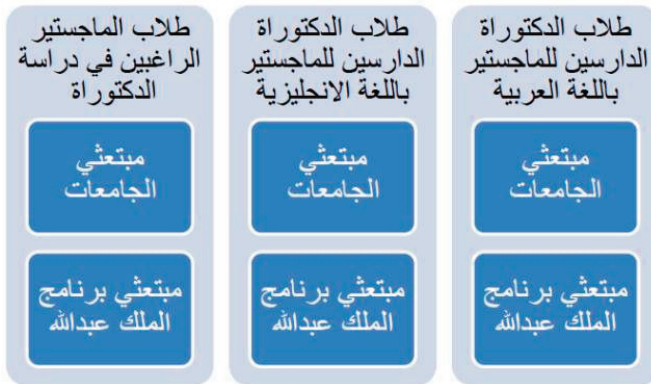 طلاب الدكتوراة
الدارسين للماجستير
باللغة العربية
مبتعثي
الجامعات
مبتعثي برنامج
الملك عبدالله
طلاب الدكتوراة
الدارسين للماجستير
باللغة الانجليزية
مبتعثي
الجامعات
مبتعثي برنامج
الملك عبدالله
طلاب الماجستير
الراغبين في دراسة
الدكتوراة
مبتعثي
الجامعات
مبتعثي برنامج
الملك عبدالله